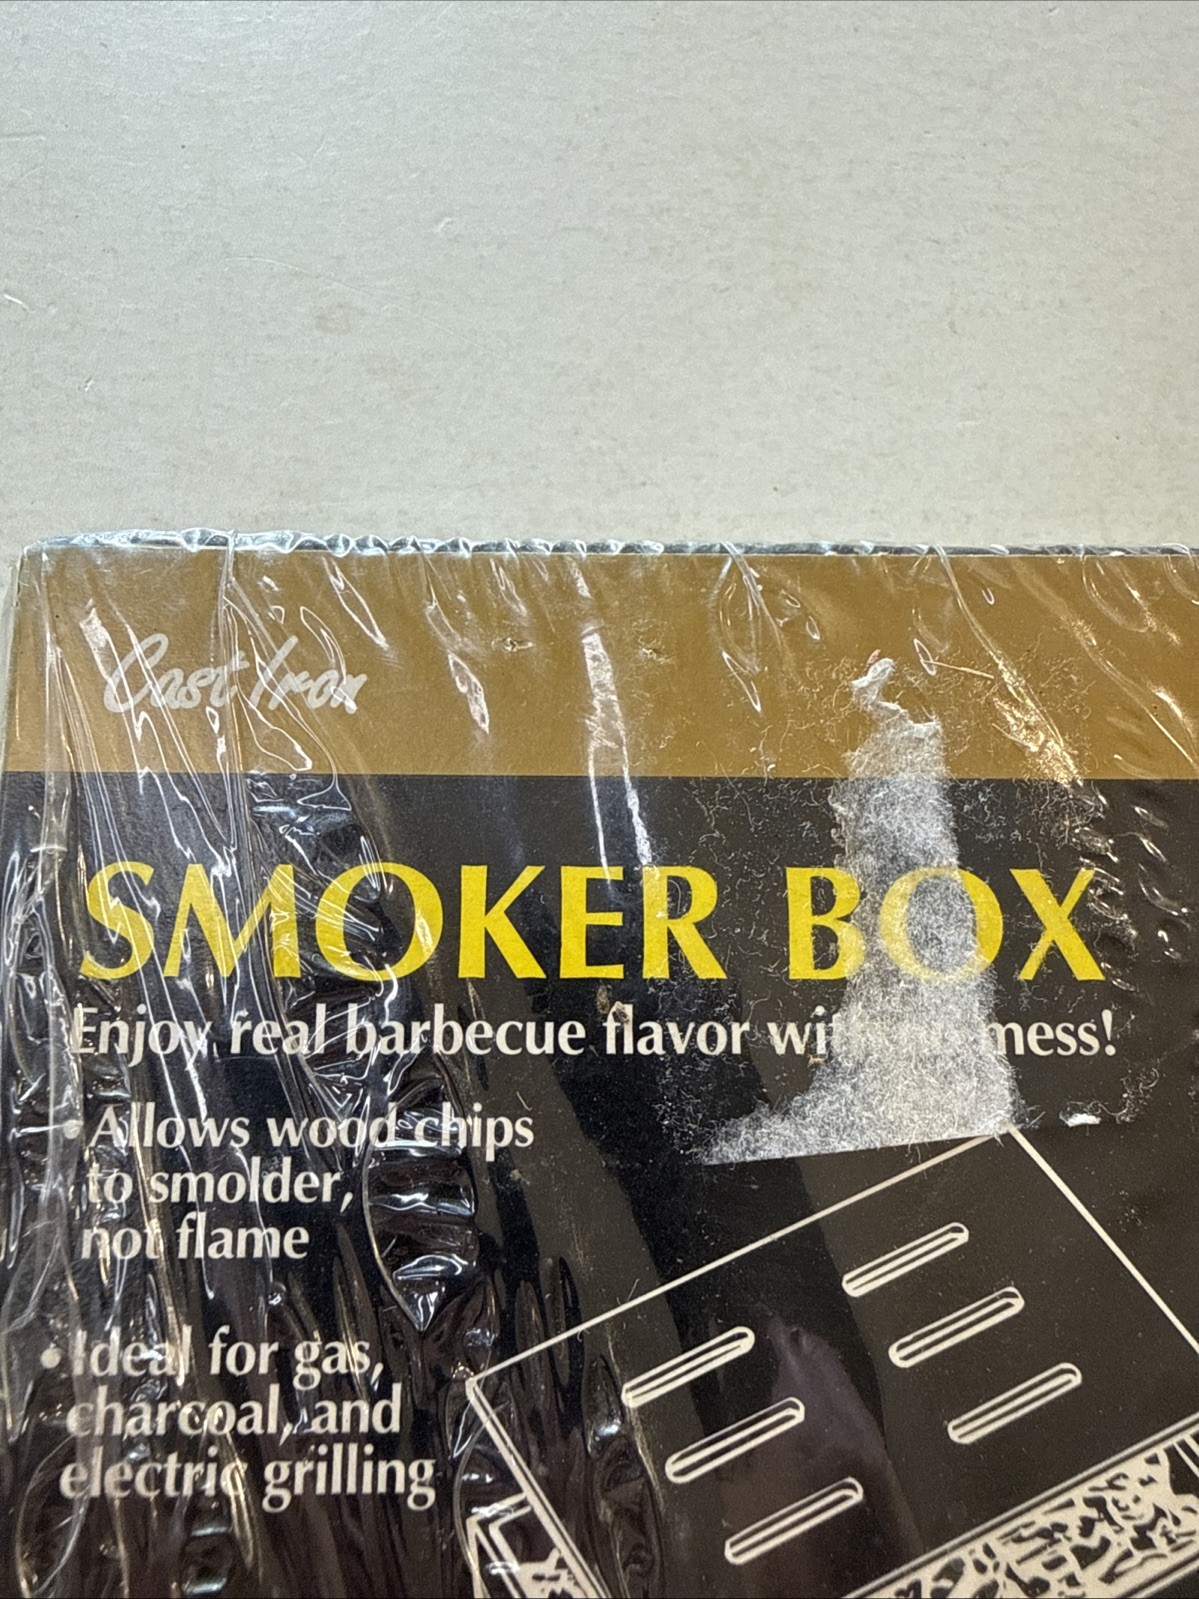 Cast Iron
SMOKER BOX
Enjoy real barbecue flavor mess!
• Allows wood chips
to smolder,
not flame
• Ideal for gas,
charcoal, and
electric grilling